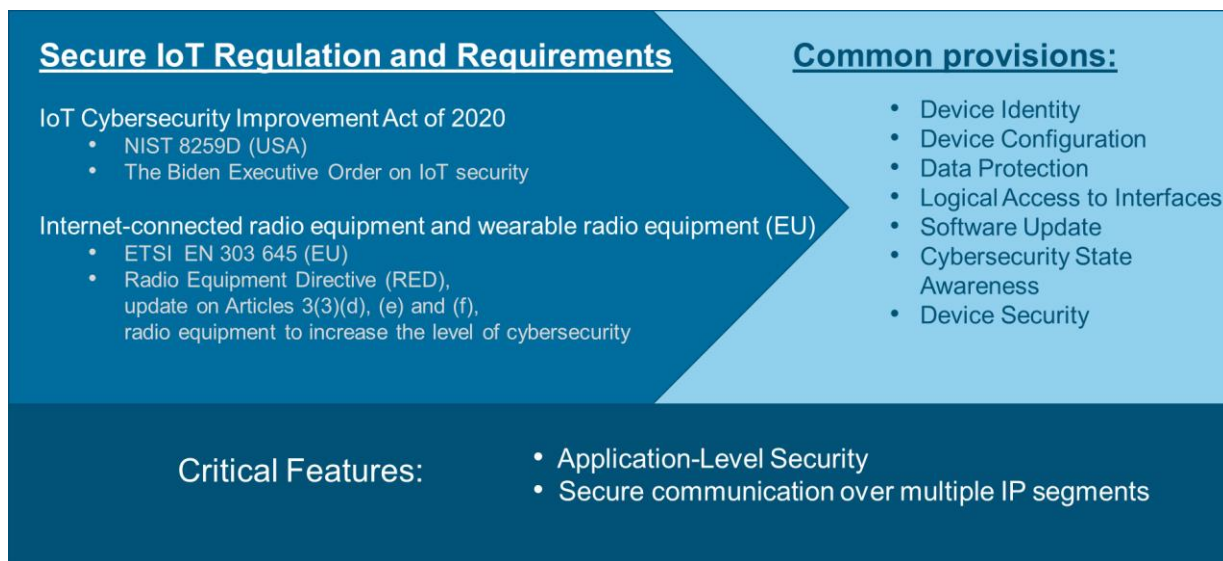 Secure IoT Regulation and Requirements
IoT Cybersecurity Improvement Act of 2020
• NIST 8259D (USA)
• The Biden Executive Order on IoT security
Internet-connected radio equipment and wearable radio equipment (EU)
• ETSI EN 303 645 (EU)
• Radio Equipment Directive (RED),
update on Articles 3(3)(d), (e) and (f),
radio equipment to increase the level of cybersecurity
Common provisions:
• Device Identity
• Device Configuration
• Data Protection
• Logical Access to Interfaces
• Software Update
• Cybersecurity State
Awareness
• Device Security
Critical Features:
• Application-Level Security
• Secure communication over multiple IP segments